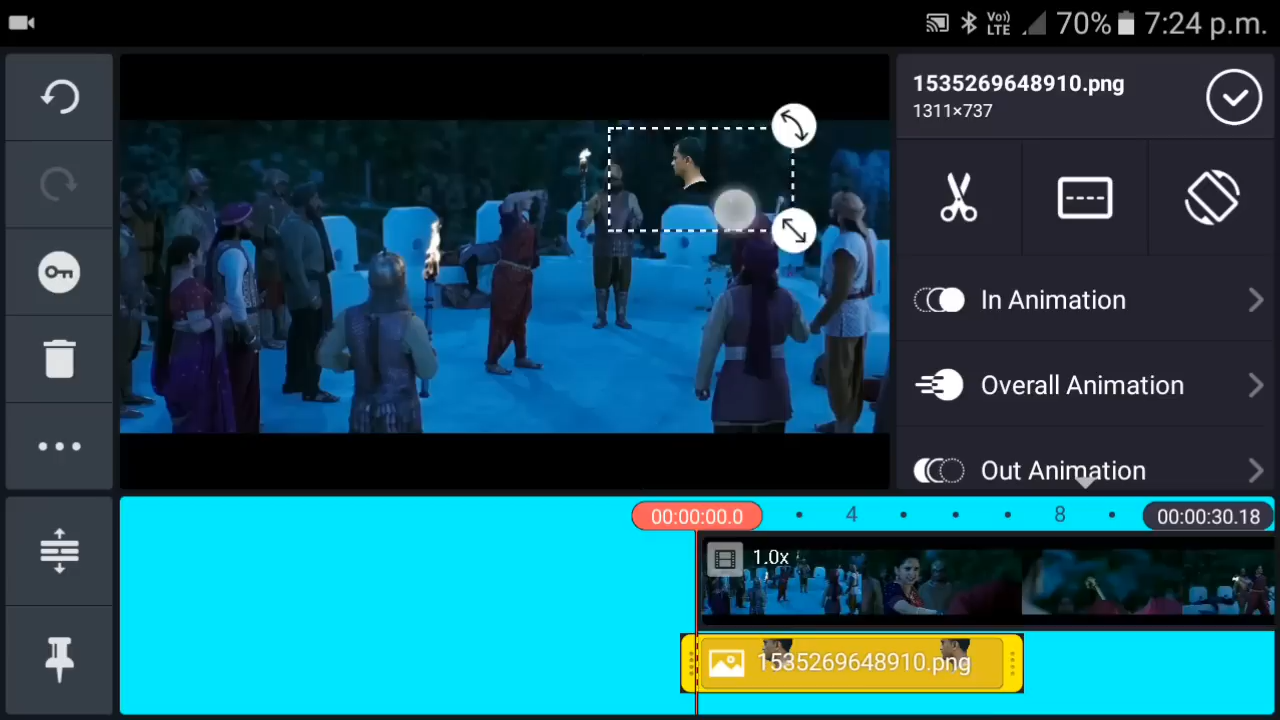 Vo)) LTE 70% 7:24 p.m.
1535269648910.png
1311×737
In Animation
Overall Animation
Out Animation
00:00:00.0 4 8 00:00:30.18
1.0x
1535269648910.png